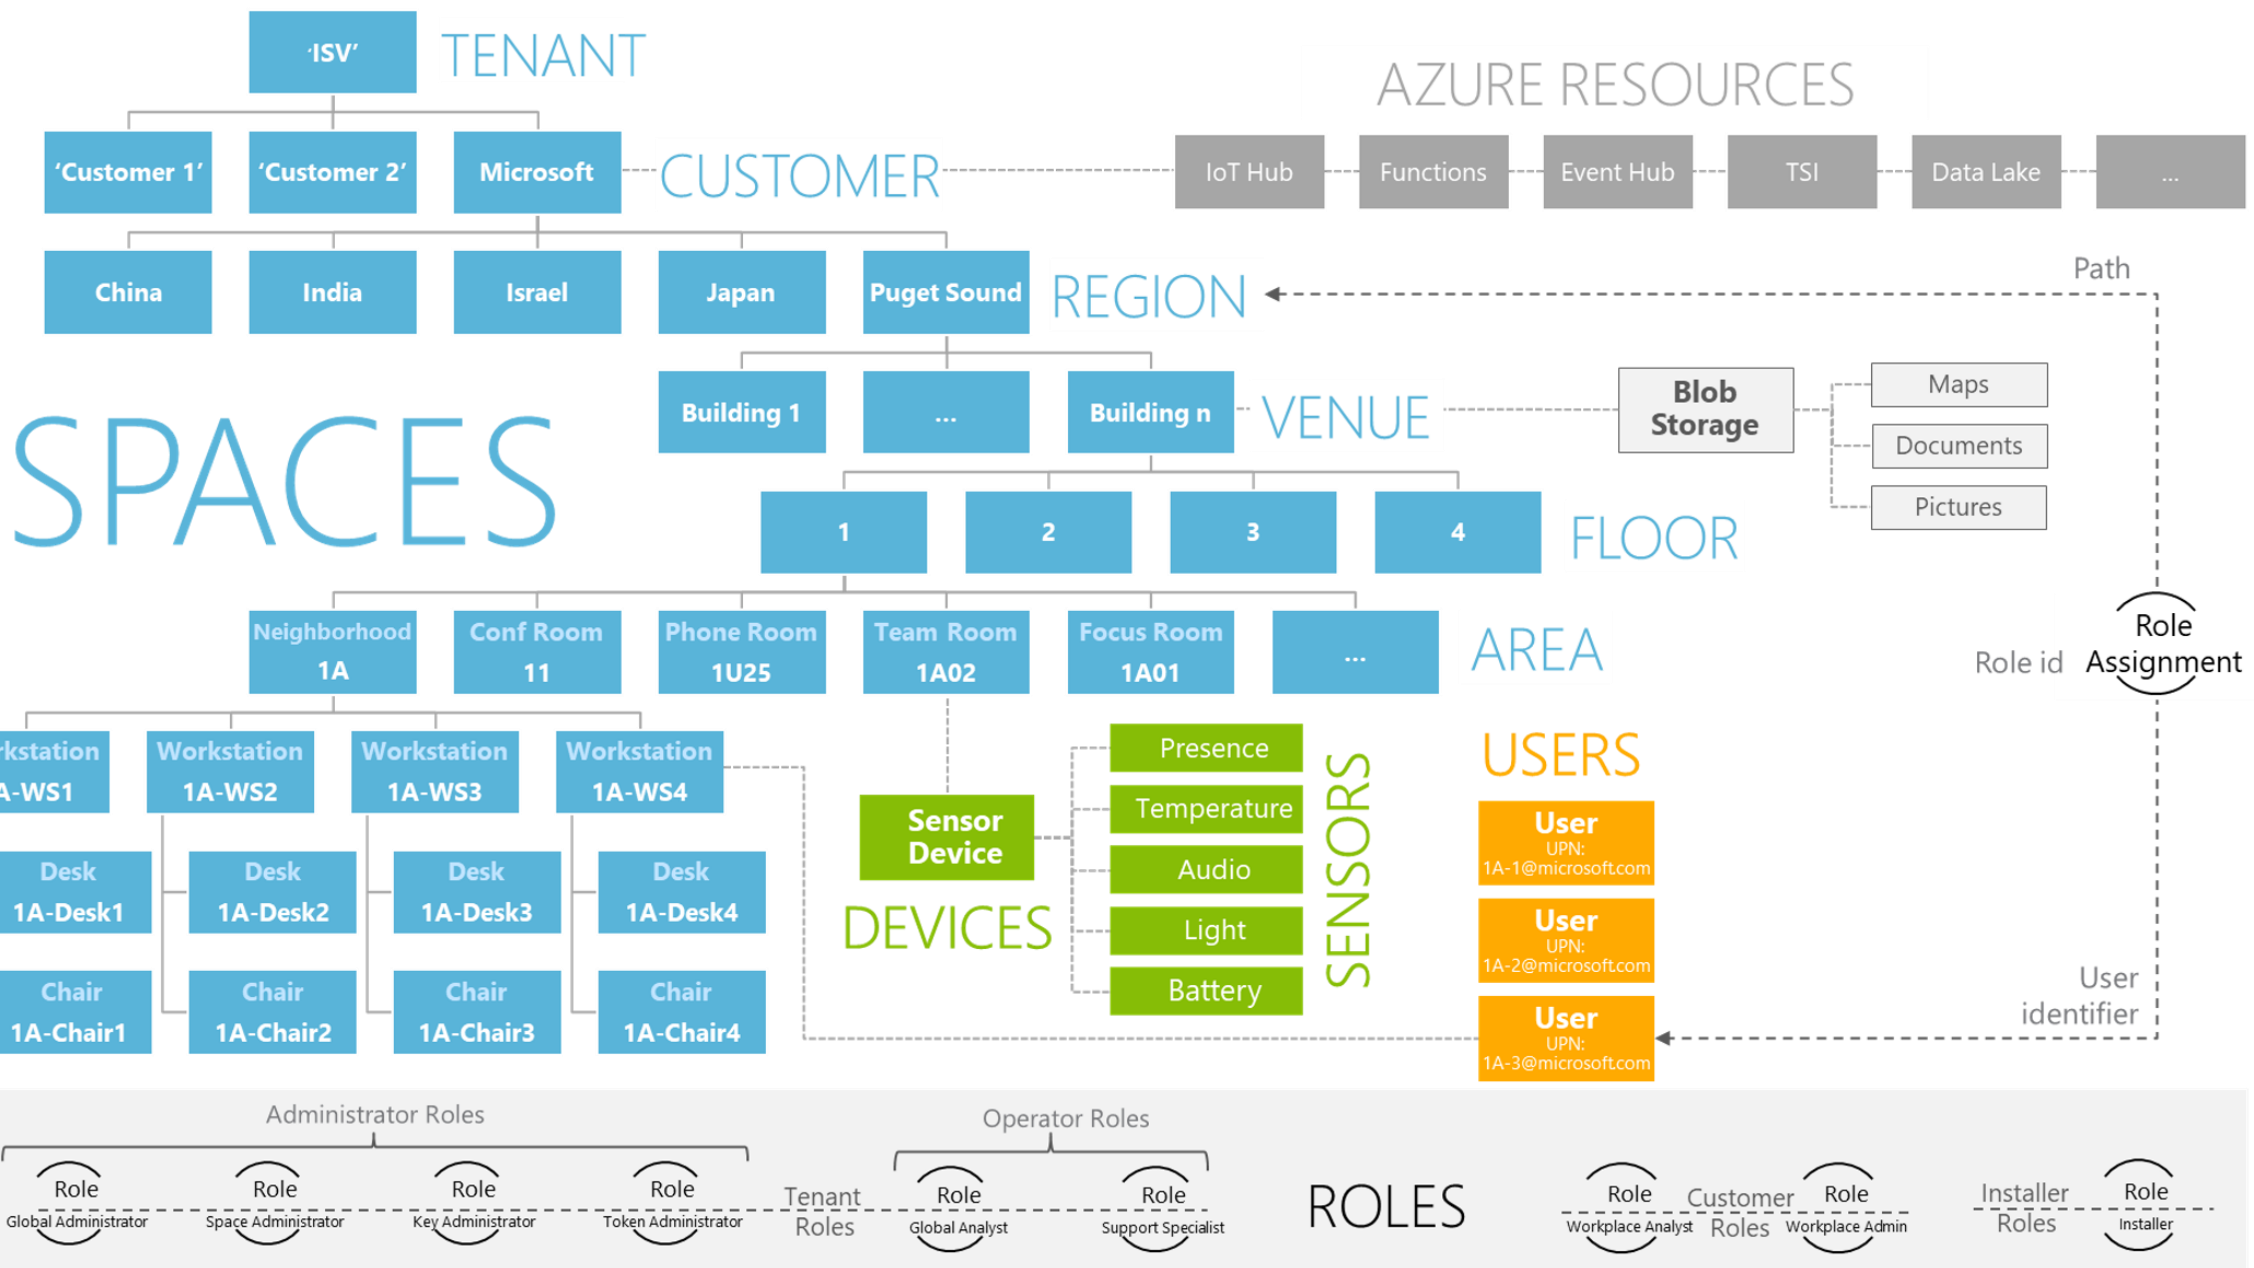 ‘ISV’
TENANT
AZURE RESOURCES
‘Customer 1’
‘Customer 2’
Microsoft
CUSTOMER
IoT Hub
Functions
Event Hub
TSI
Data Lake
...
China
India
Israel
Japan
Puget Sound
REGION
Path
Building 1
...
Building n
VENUE
Blob
Storage
Maps
Documents
Pictures
SPACES
1
2
3
4
FLOOR
Neighborhood
1A
Conf Room
11
Phone Room
1U25
Team Room
1A02
Focus Room
1A01
...
AREA
Role id
Role
Assignment
rkstation
A-WS1
Workstation
1A-WS2
Workstation
1A-WS3
Workstation
1A-WS4
Desk
1A-Desk1
Desk
1A-Desk2
Desk
1A-Desk3
Desk
1A-Desk4
Chair
1A-Chair1
Chair
1A-Chair2
Chair
1A-Chair3
Chair
1A-Chair4
Sensor
Device
DEVICES
Presence
Temperature
Audio
Light
Battery
SENSORS
USERS
User
UPN:
1A-1@microsoft.com
User
UPN:
1A-2@microsoft.com
User
UPN:
1A-3@microsoft.com
User
identifier
Administrator Roles
Role
Global Administrator
Role
Space Administrator
Role
Key Administrator
Role
Token Administrator
Tenant
Roles
Operator Roles
Role
Global Analyst
Role
Support Specialist
ROLES
Role
Workplace Analyst
Customer
Roles
Role
Workplace Admin
Installer
Roles
Role
Installer